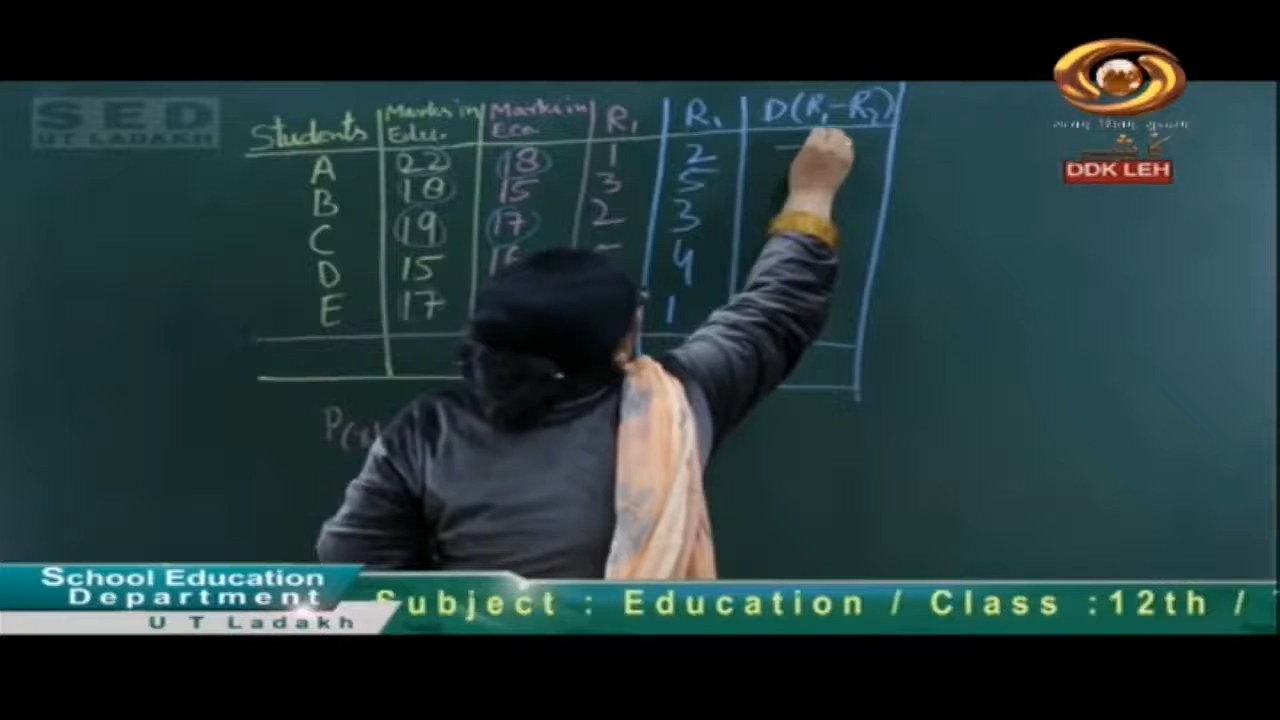 SED
UT LADAKH
DDK LEH
Students Marks in Edu. Marks in Eco R₁ R₁ D(R₁-R₂)
A 22 18 1 2
B 18 15 3 5
C 19 17 2 3
D 15 16 4
E 17 1
School Education
Department
UT Ladakh
Subject : Education / Class :12th /